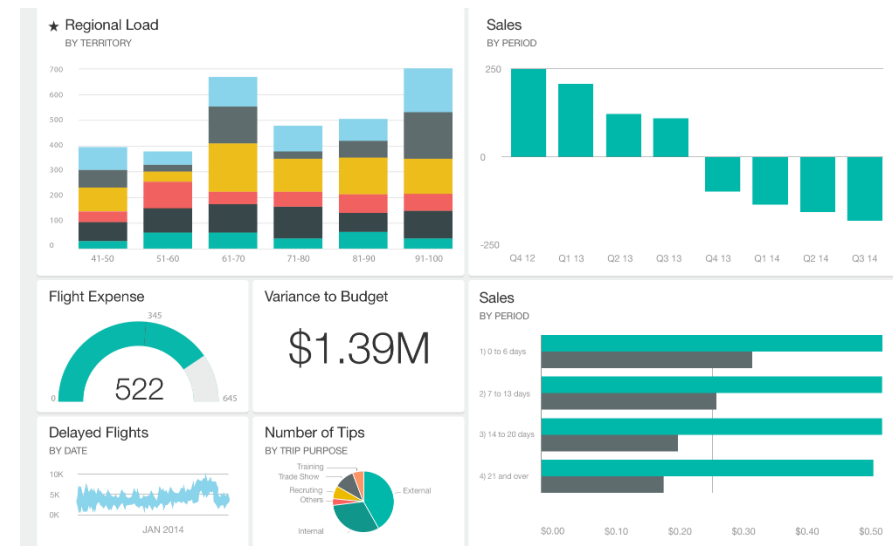 ★ Regional Load
BY TERRITORY
700
600
500
400
300
200
100
0
41-50
51-60
61-70
71-80
81-90
91-100
Sales
BY PERIOD
250
0
-250
Q4 12
Q1 13
Q2 13
Q3 13
Q4 13
Q1 14
Q2 14
Q3 14
Flight Expense
345
522
0
645
Variance to Budget
$1.39M
Sales
BY PERIOD
1) 0 to 6 days
2) 7 to 13 days
3) 14 to 20 days
4) 21 and over
$0.00
$0.10
$0.20
$0.30
$0.40
$0.50
Delayed Flights
BY DATE
10K
5K
0K
JAN 2014
Number of Tips
BY TRIP PURPOSE
Training
Trade Show
Recruting
Others
External
Internal